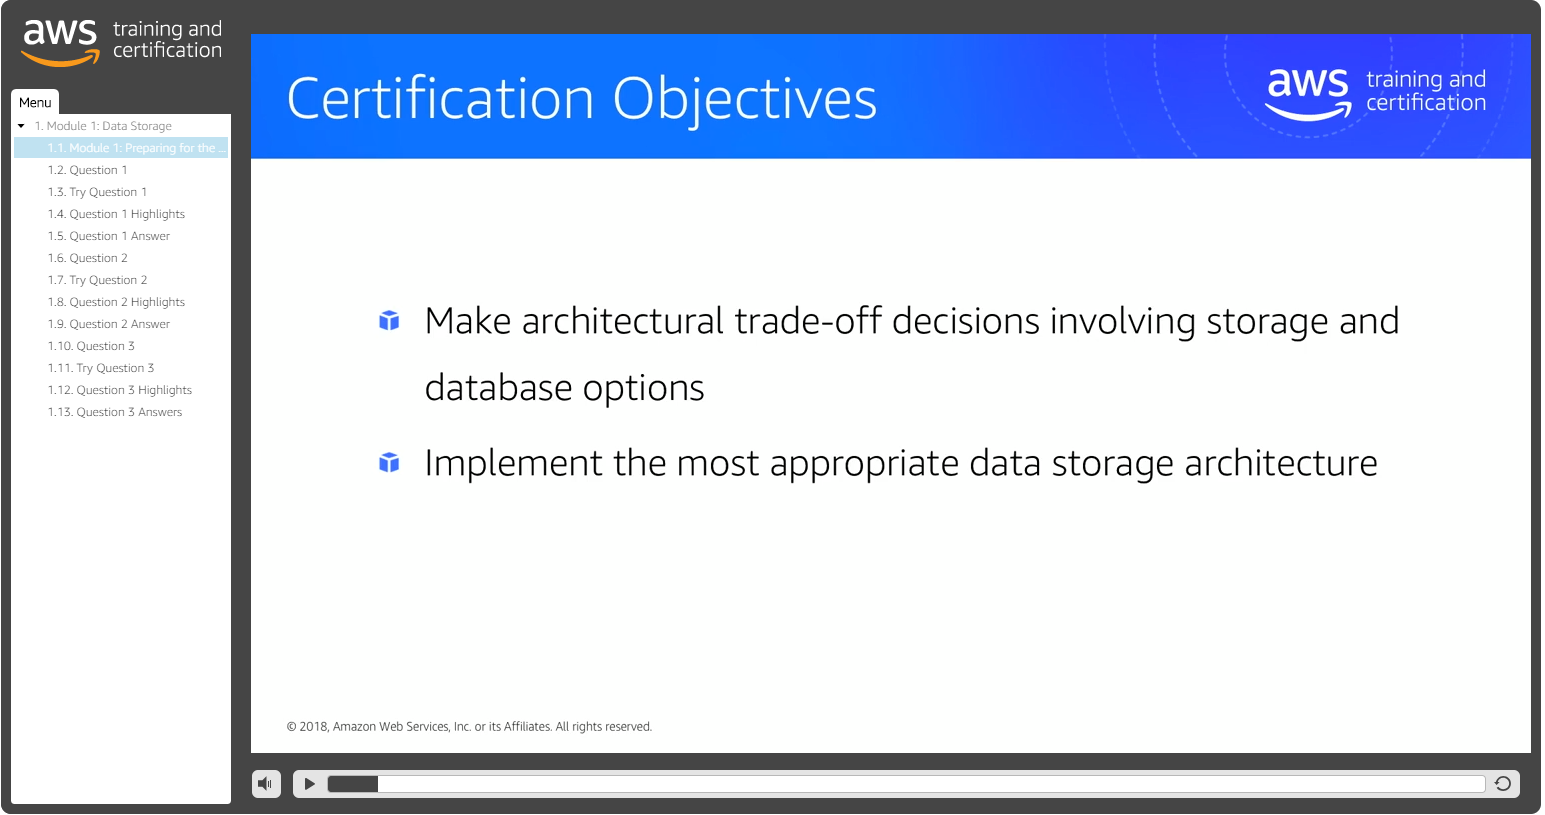 aws training and
certification
Menu
1. Module 1: Data Storage
1.1. Module 1: Preparing for the ...
1.2. Question 1
1.3. Try Question 1
1.4. Question 1 Highlights
1.5. Question 1 Answer
1.6. Question 2
1.7. Try Question 2
1.8. Question 2 Highlights
1.9. Question 2 Answer
1.10. Question 3
1.11. Try Question 3
1.12. Question 3 Highlights
1.13. Question 3 Answers
Certification Objectives
aws training and
certification
Make architectural trade-off decisions involving storage and
database options
Implement the most appropriate data storage architecture
© 2018, Amazon Web Services, Inc. or its Affiliates. All rights reserved.